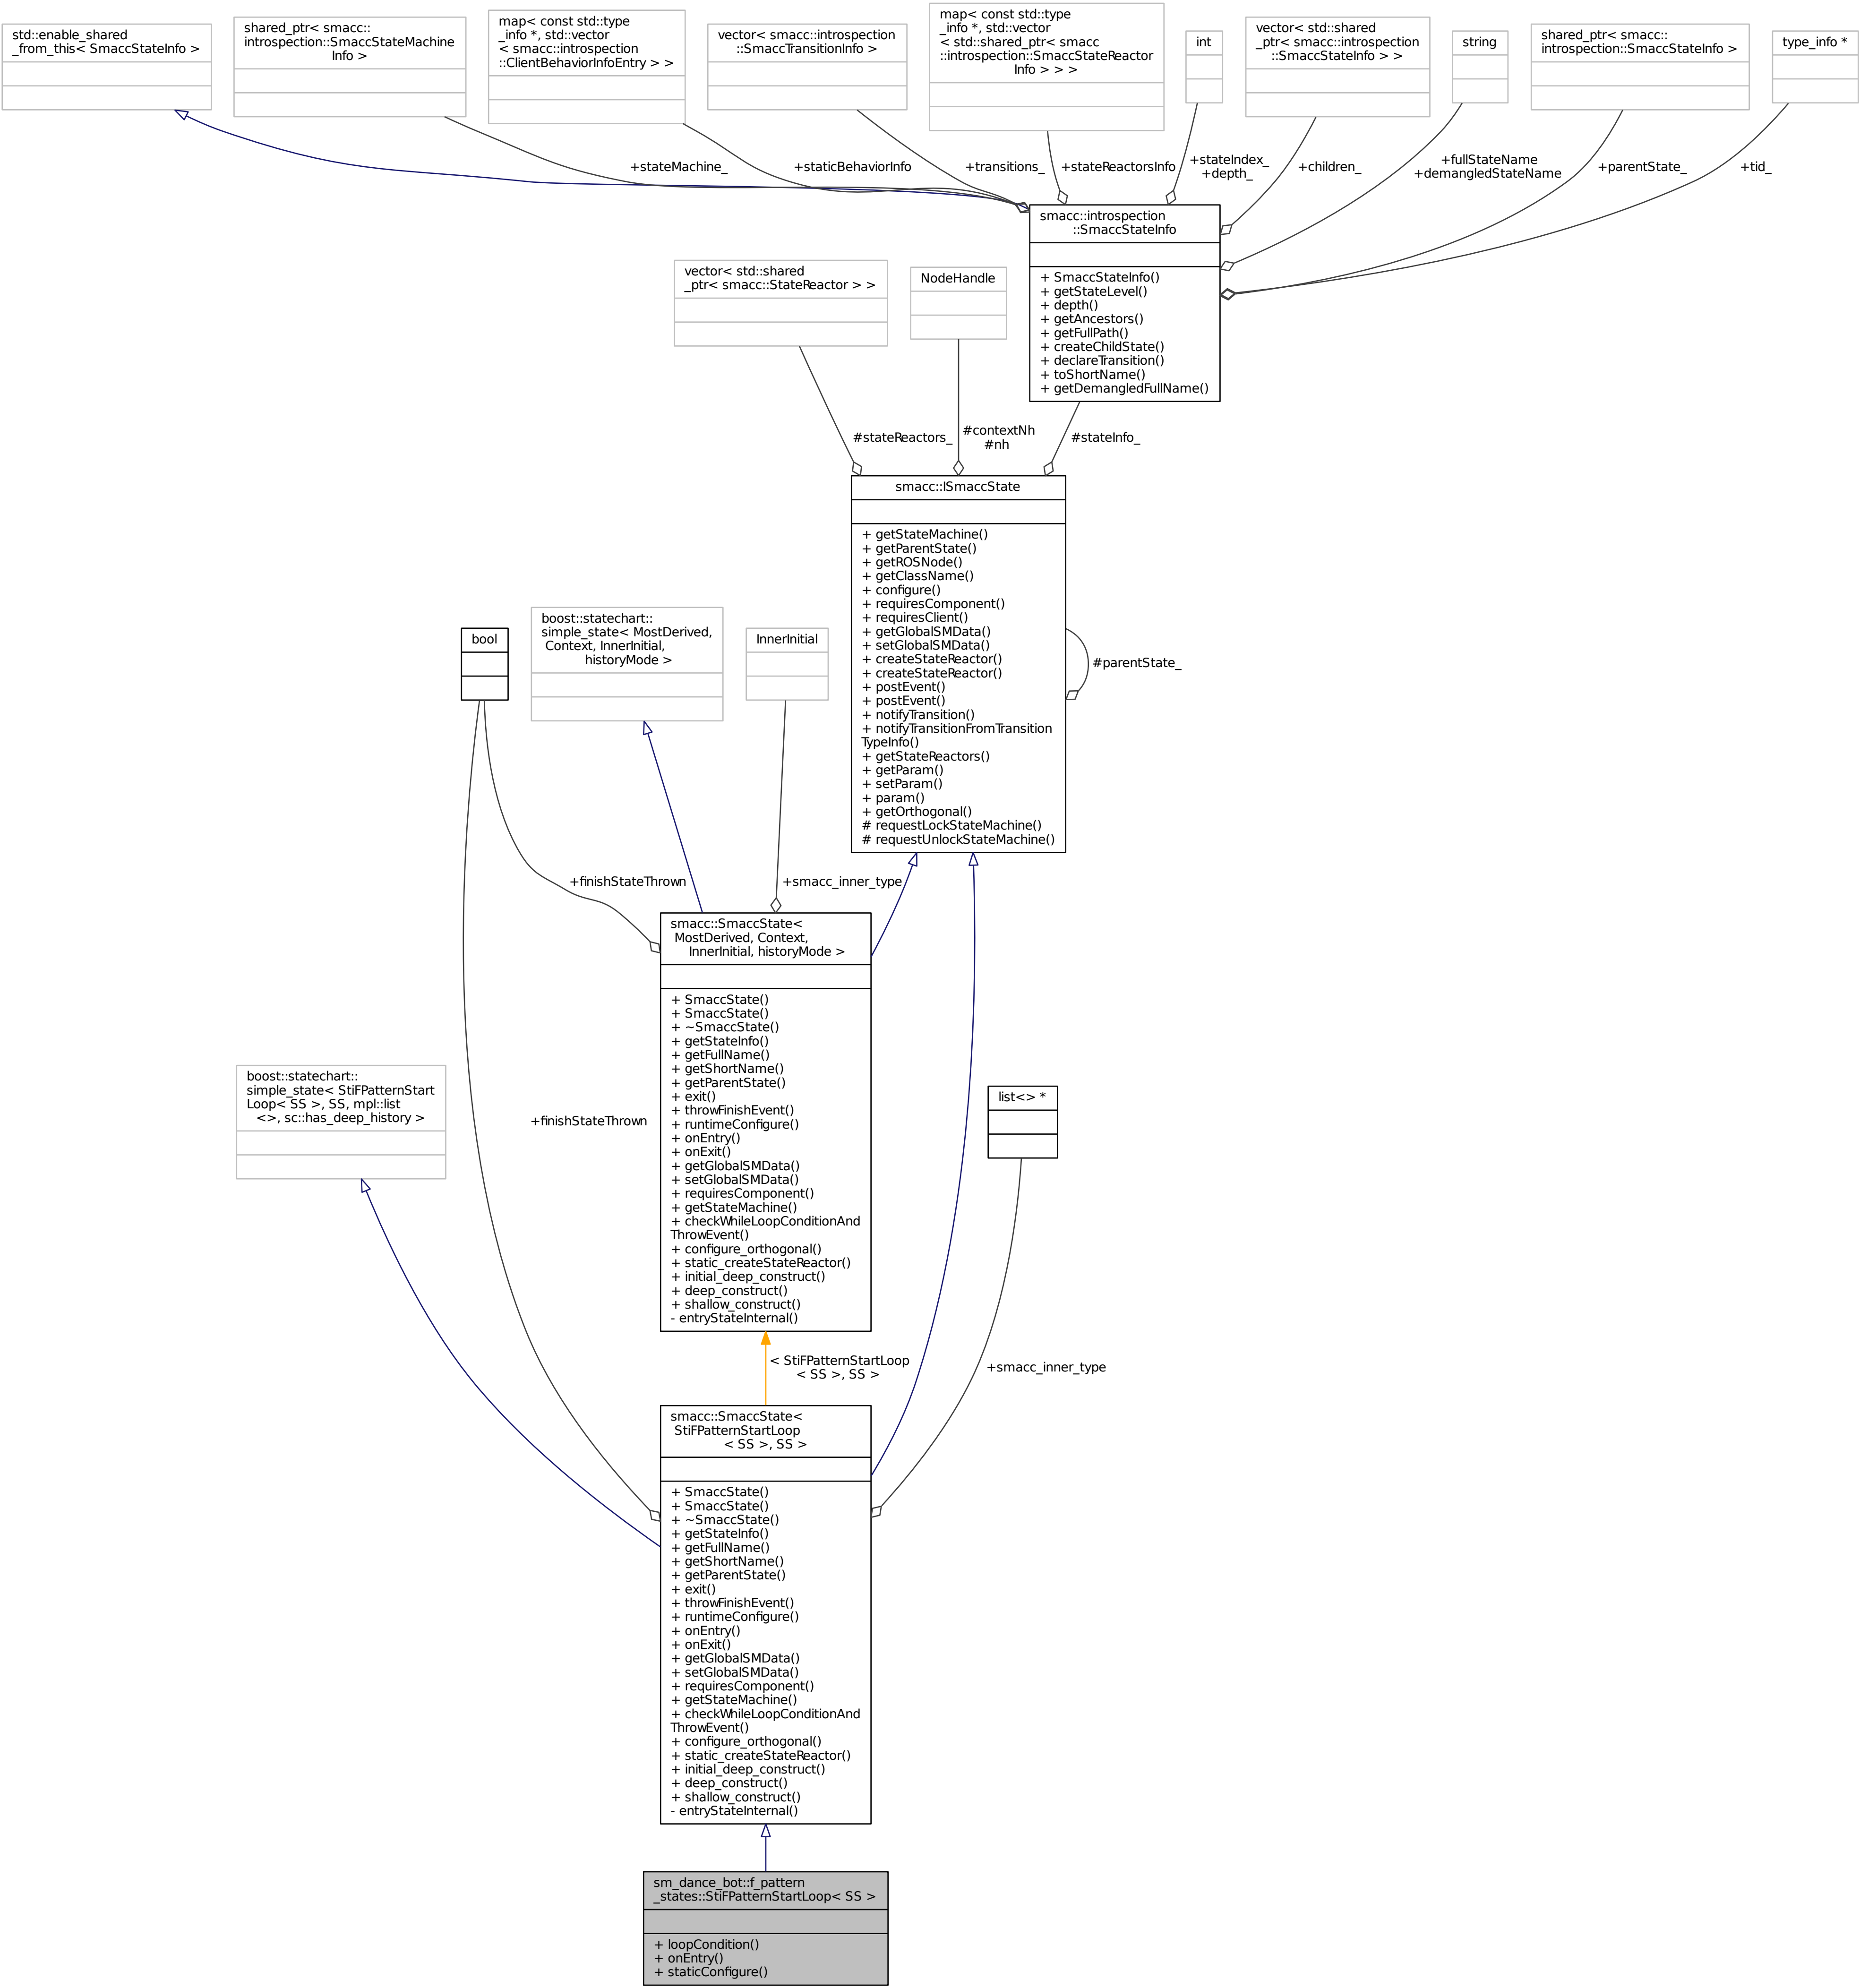 std::enable_shared
_from_this< SmaccStateInfo >
shared_ptr< smacc::
introspection::SmaccStateMachine
Info >
map< const std::type
_info *, std::vector
< smacc::introspection
::ClientBehaviorInfoEntry > >
vector< smacc::introspection
::SmaccTransitionInfo >
map< const std::type
_info *, std::vector
< std::shared_ptr< smacc
::introspection::SmaccStateReactor
Info > > >
int
vector< std::shared
_ptr< smacc::introspection
::SmaccStateInfo > >
string
shared_ptr< smacc::
introspection::SmaccStateInfo >
type_info *
+stateMachine_
+staticBehaviorInfo
+transitions_
+stateReactorsInfo
+stateIndex_
+depth_
+children_
+fullStateName
+demangledStateName
+parentState_
+tid_
smacc::introspection
::SmaccStateInfo
+ SmaccStateInfo()
+ getStateLevel()
+ depth()
+ getAncestors()
+ getFullPath()
+ createChildState()
+ declareTransition()
+ toShortName()
+ getDemangledFullName()
vector< std::shared
_ptr< smacc::StateReactor > >
NodeHandle
#stateReactors_
#contextNh
#nh
#stateInfo_
smacc::ISmaccState
+ getStateMachine()
+ getParentState()
+ getROSNode()
+ getClassName()
+ configure()
+ requiresComponent()
+ requiresClient()
+ getGlobalSMData()
+ setGlobalSMData()
+ createStateReactor()
+ createStateReactor()
+ postEvent()
+ postEvent()
+ notifyTransition()
+ notifyTransitionFromTransition
TypeInfo()
+ getStateReactors()
+ getParam()
+ setParam()
+ param()
+ getOrthogonal()
# requestLockStateMachine()
# requestUnlockStateMachine()
#parentState_
bool
boost::statechart::
simple_state< MostDerived,
Context, InnerInitial,
historyMode >
InnerInitial
+finishStateThrown
+smacc_inner_type
smacc::SmaccState<
MostDerived, Context,
InnerInitial, historyMode >
+ SmaccState()
+ SmaccState()
+ ~SmaccState()
+ getStateInfo()
+ getFullName()
+ getShortName()
+ getParentState()
+ exit()
+ throwFinishEvent()
+ runtimeConfigure()
+ onEntry()
+ onExit()
+ getGlobalSMData()
+ setGlobalSMData()
+ requiresComponent()
+ getStateMachine()
+ checkWhileLoopConditionAnd
ThrowEvent()
+ configure_orthogonal()
+ static_createStateReactor()
+ initial_deep_construct()
+ deep_construct()
+ shallow_construct()
- entryStateInternal()
boost::statechart::
simple_state< StiFPatternStart
Loop< SS >, SS, mpl::list
<>, sc::has_deep_history >
+finishStateThrown
list<> *
< StiFPatternStartLoop
< SS >, SS >
+smacc_inner_type
smacc::SmaccState<
StiFPatternStartLoop
< SS >, SS >
+ SmaccState()
+ SmaccState()
+ ~SmaccState()
+ getStateInfo()
+ getFullName()
+ getShortName()
+ getParentState()
+ exit()
+ throwFinishEvent()
+ runtimeConfigure()
+ onEntry()
+ onExit()
+ getGlobalSMData()
+ setGlobalSMData()
+ requiresComponent()
+ getStateMachine()
+ checkWhileLoopConditionAnd
ThrowEvent()
+ configure_orthogonal()
+ static_createStateReactor()
+ initial_deep_construct()
+ deep_construct()
+ shallow_construct()
- entryStateInternal()
sm_dance_bot::f_pattern
_states::StiFPatternStartLoop< SS >
+ loopCondition()
+ onEntry()
+ staticConfigure()